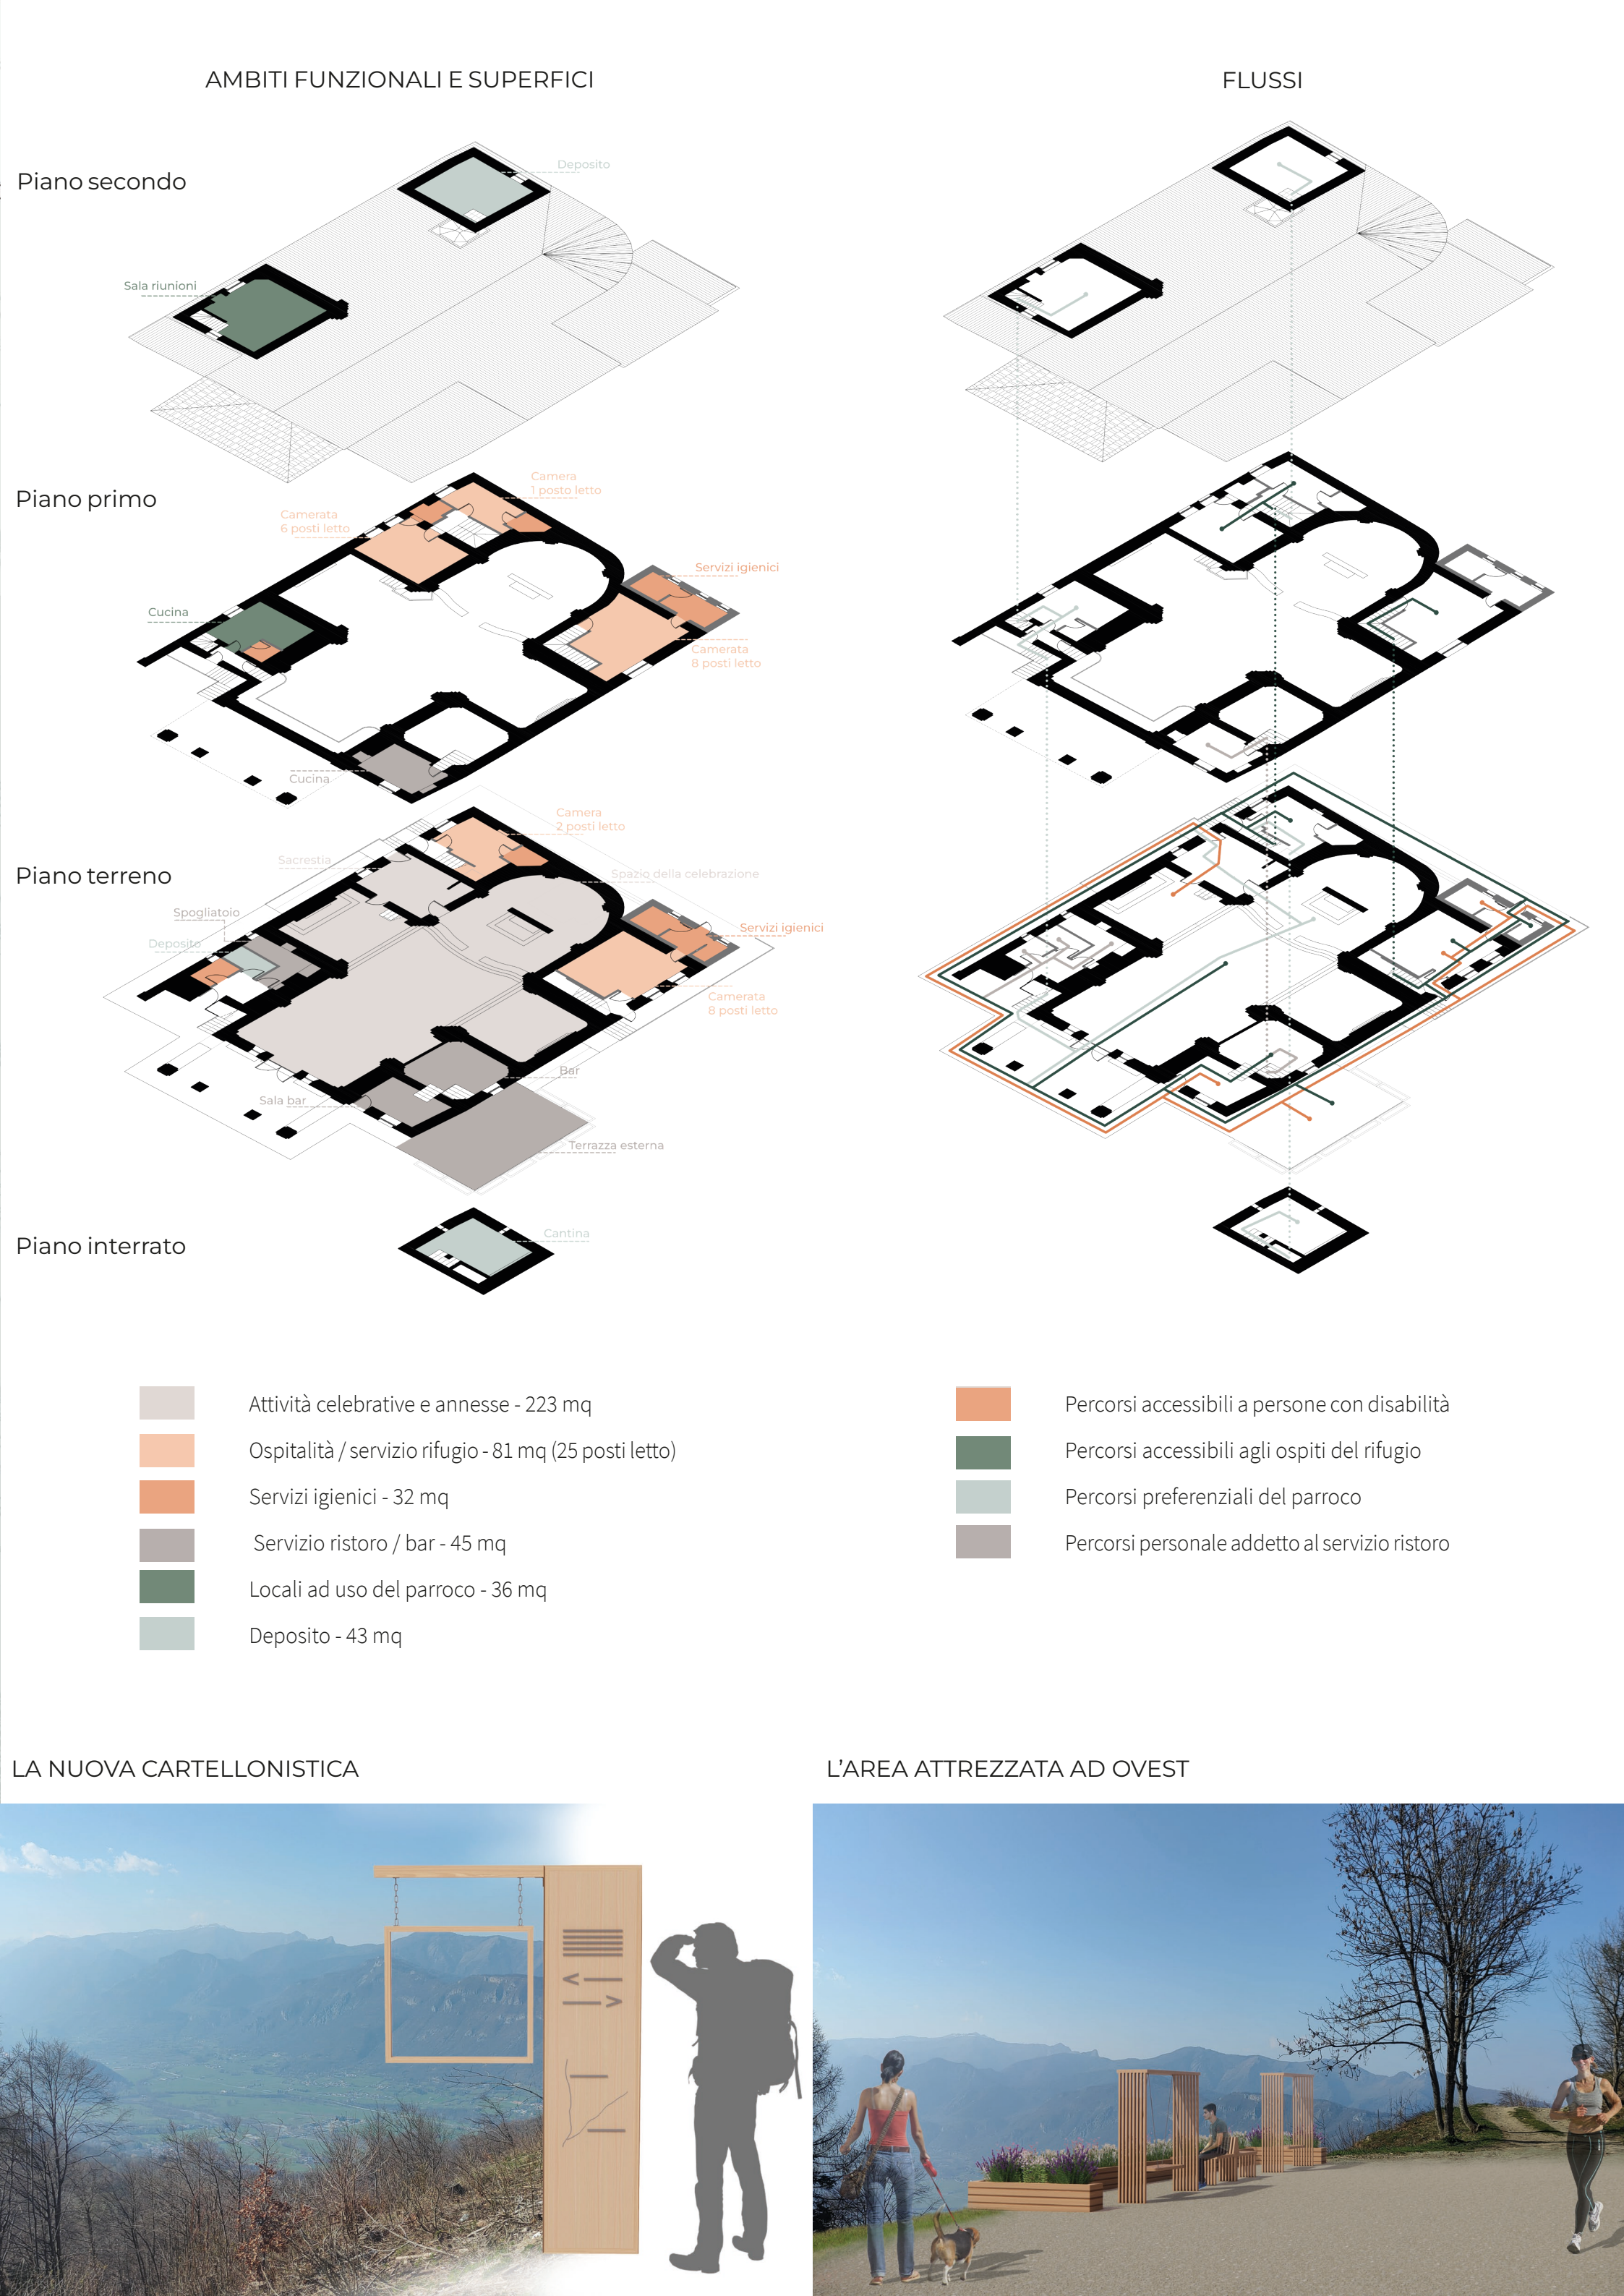 AMBITI FUNZIONALI E SUPERFICI
FLUSSI
Piano secondo
Deposito
Sala riunioni
Piano primo
Camera
1 posto letto
Camerata
6 posti letto
Servizi igienici
Cucina
Camerata
8 posti letto
Cucina
Piano terreno
Camera
2 posti letto
Sacrestia
Spazio della celebrazione
Spogliatoio
Deposito
Servizi igienici
Camerata
8 posti letto
Bar
Sala bar
Terrazza esterna
Piano interrato
Cantina
Attività celebrative e annesse - 223 mq
Ospitalità / servizio rifugio - 81 mq (25 posti letto)
Servizi igienici - 32 mq
Servizio ristoro / bar - 45 mq
Locali ad uso del parroco - 36 mq
Deposito - 43 mq
Percorsi accessibili a persone con disabilità
Percorsi accessibili agli ospiti del rifugio
Percorsi preferenziali del parroco
Percorsi personale addetto al servizio ristoro
LA NUOVA CARTELLONISTICA
L'AREA ATTREZZATA AD OVEST